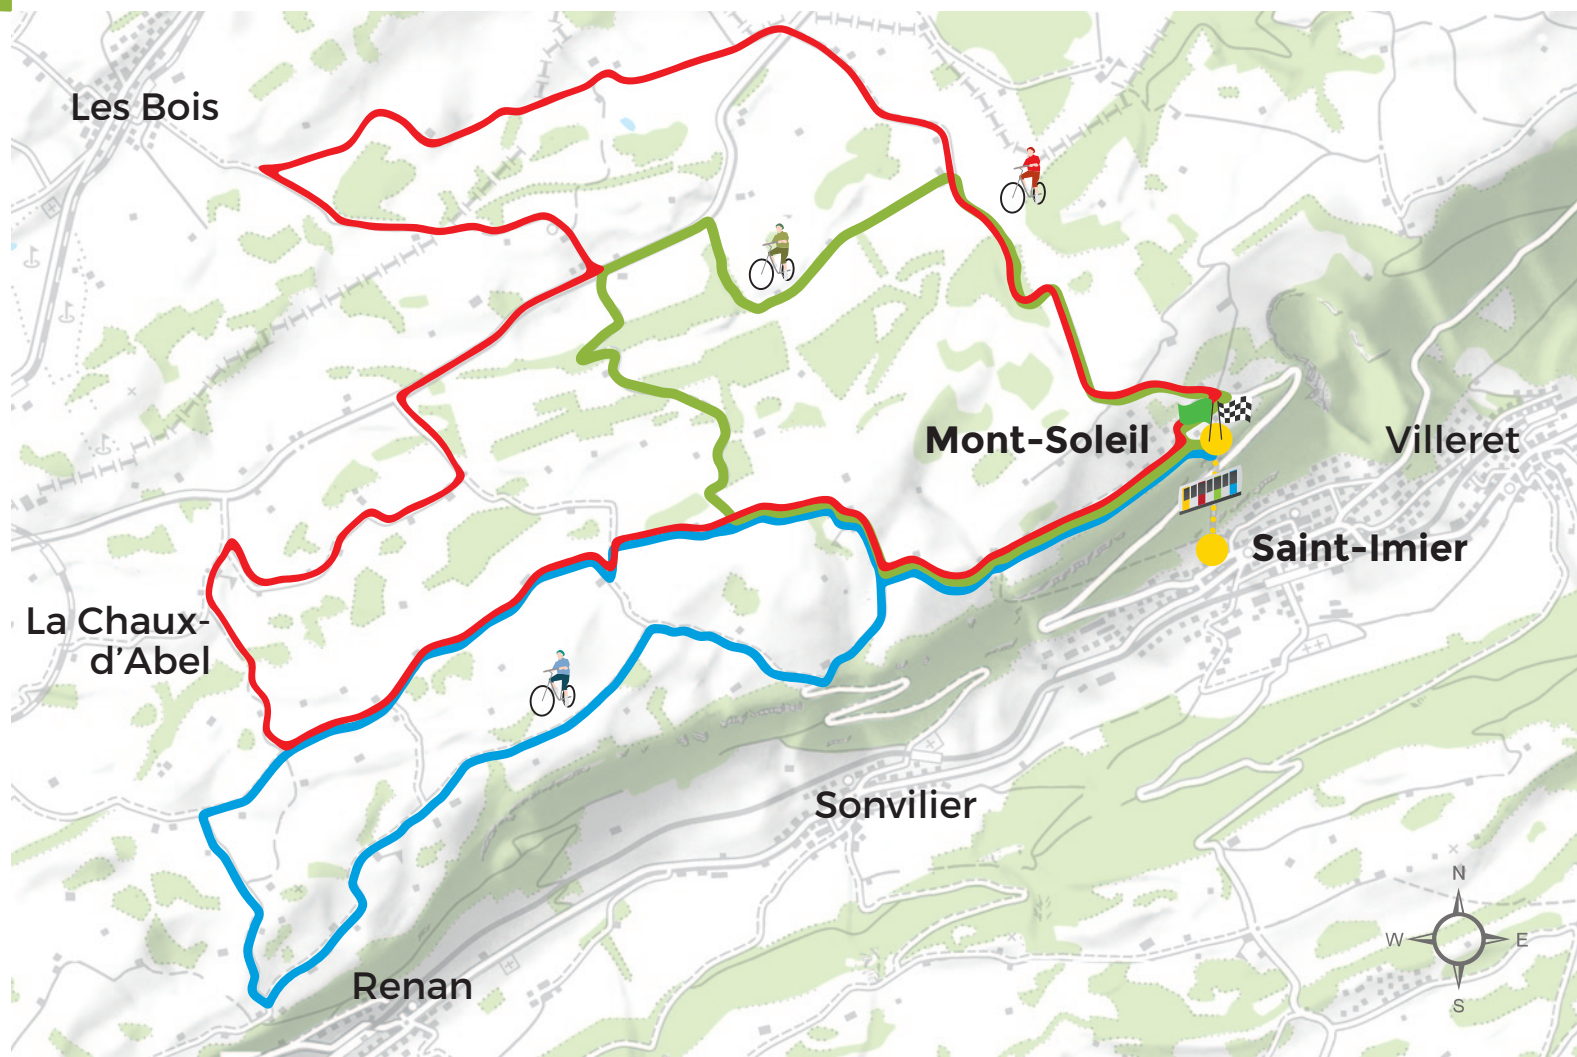 Les Bois
Mont-Soleil
Villeret
Saint-Imier
La Chaux-
d'Abel
Sonvilier
Renan
N
W
E
S